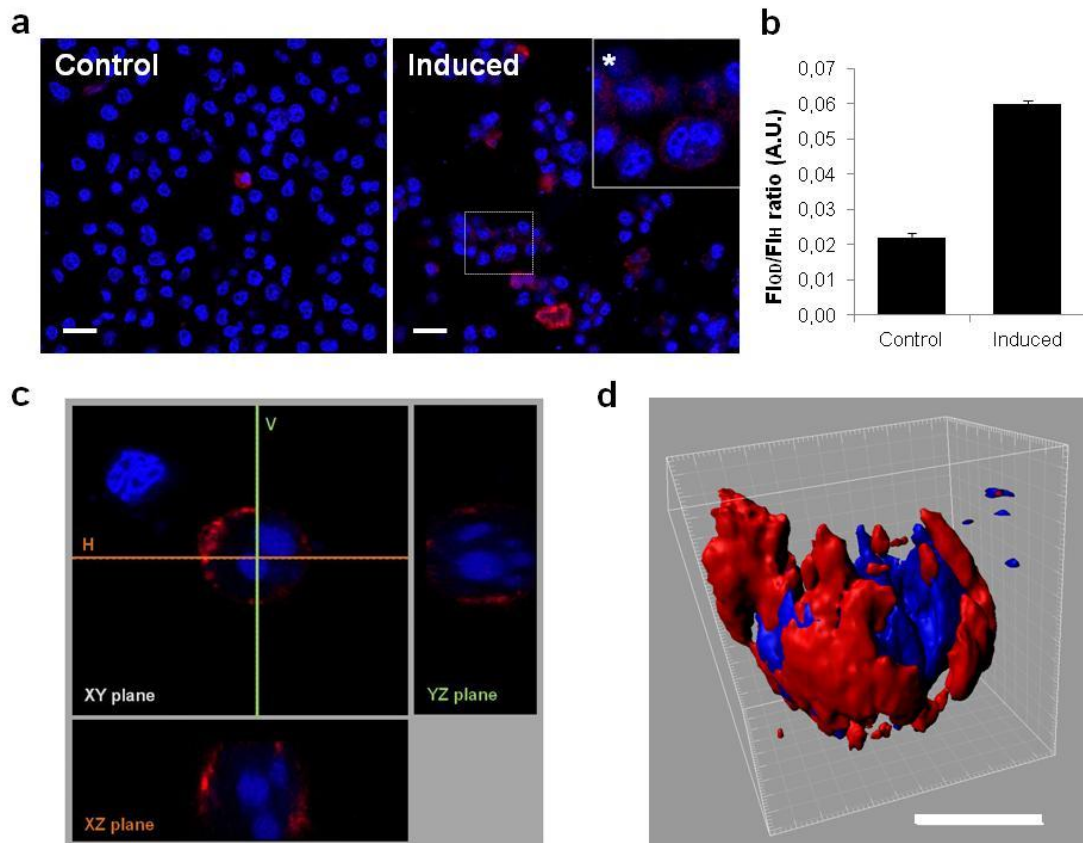 a
Control
Induced
*
b
FIQD/FIH ratio (A.U.)
0,07
0,06
0,05
0,04
0,03
0,02
0,01
0,00
Control
Induced
c
V
H
XY plane
YZ plane
XZ plane
d